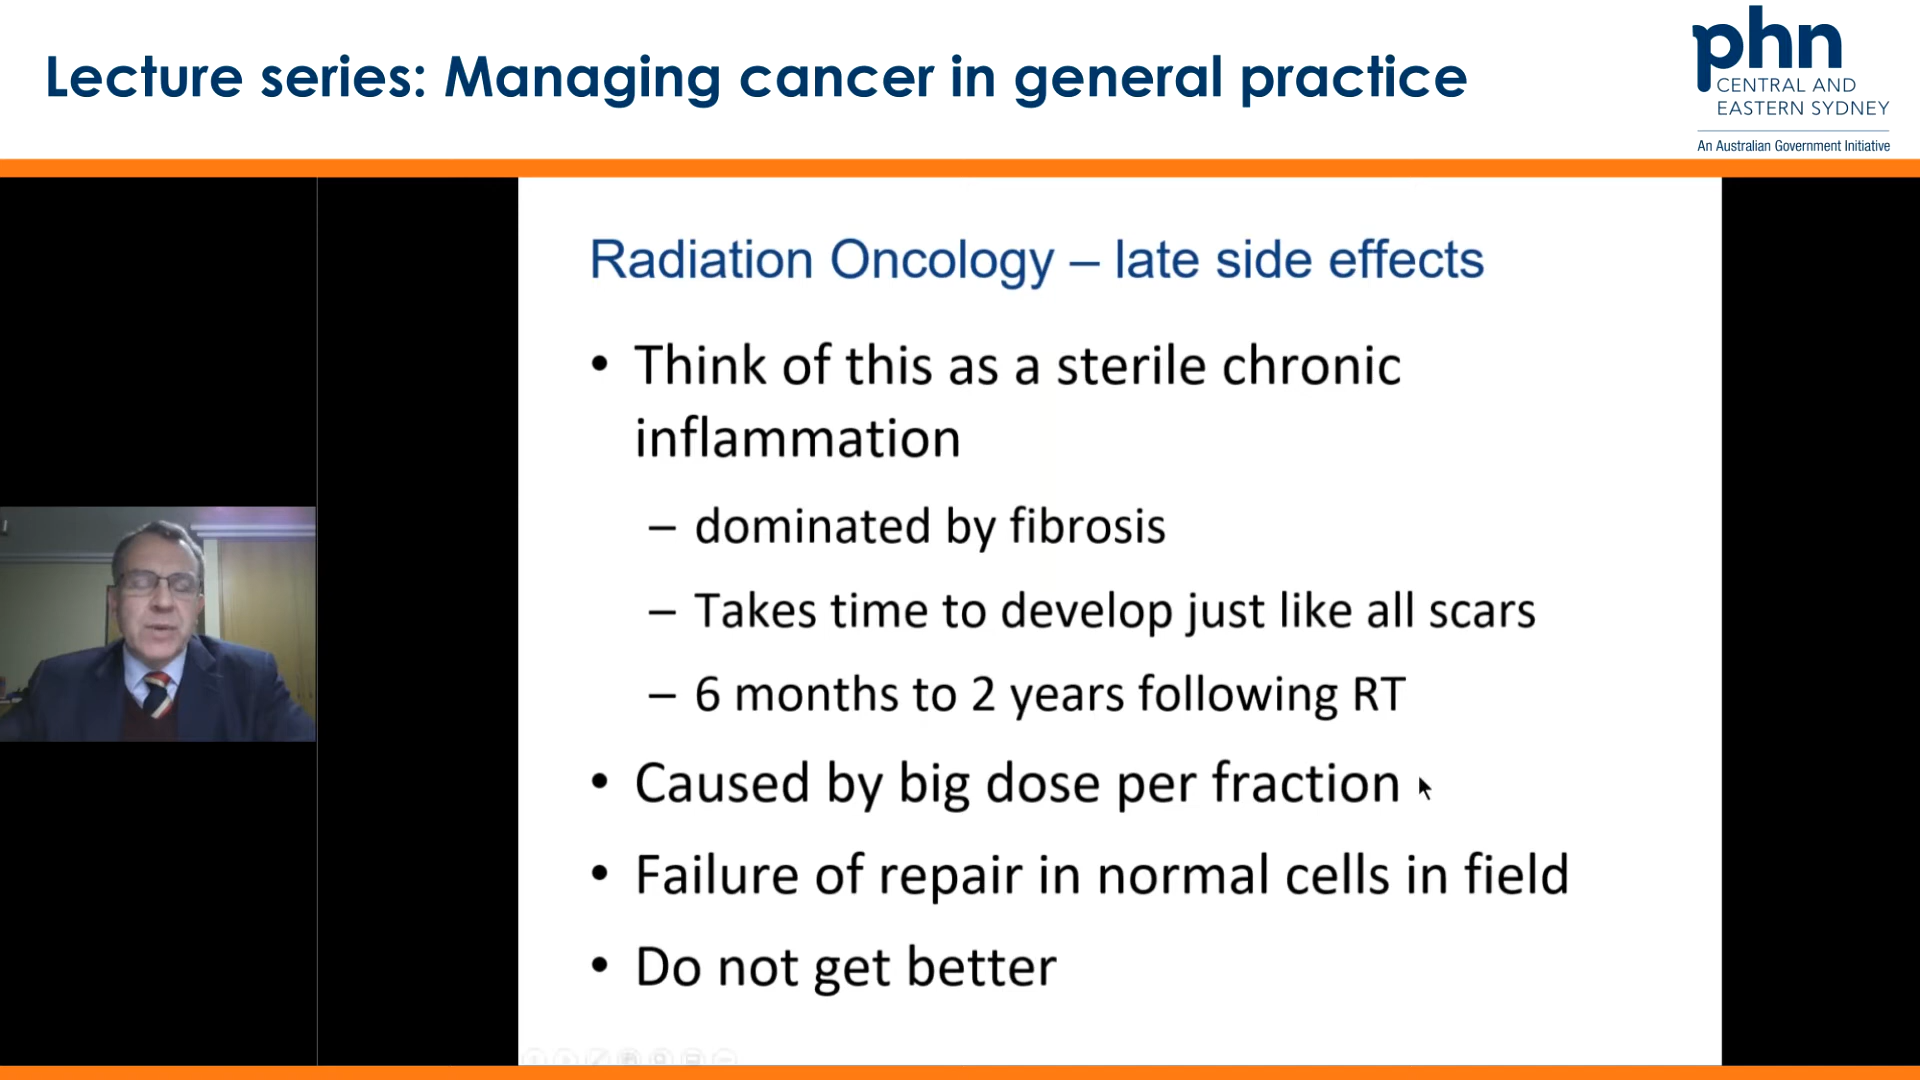 Lecture series: Managing cancer in general practice
phn
CENTRAL AND
EASTERN SYDNEY
An Australian Government Initiative
Radiation Oncology – late side effects
• Think of this as a sterile chronic
inflammation
– dominated by fibrosis
– Takes time to develop just like all scars
– 6 months to 2 years following RT
• Caused by big dose per fraction
• Failure of repair in normal cells in field
• Do not get better